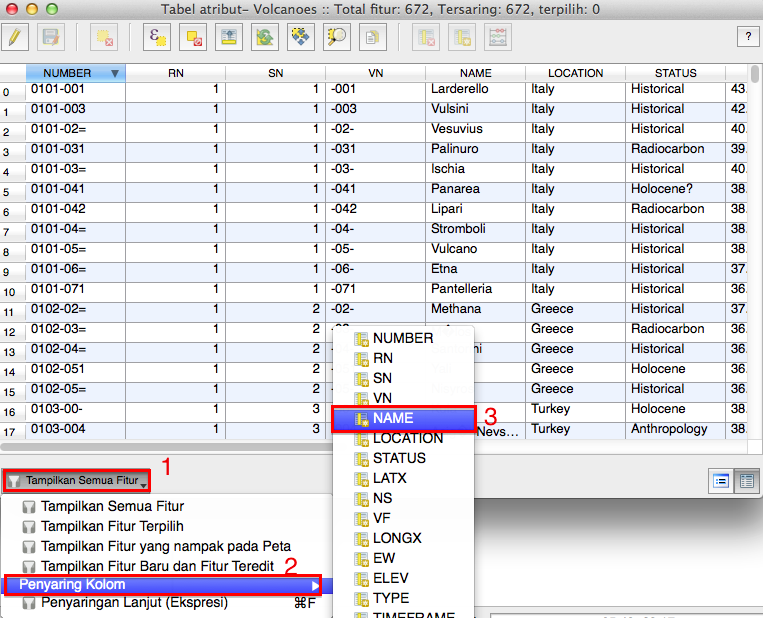 Tabel atribut– Volcanoes :: Total fitur: 672, Tersaring: 672, terpilih: 0
?
NUMBER RN SN VN NAME LOCATION STATUS
0 0101-001 1 1 -001 Larderello Italy Historical 43.
1 0101-003 1 1 -003 Vulsini Italy Historical 42.
2 0101-02= 1 1 -02- Vesuvius Italy Historical 40.
3 0101-031 1 1 -031 Palinuro Italy Radiocarbon 39.
4 0101-03= 1 1 -03- Ischia Italy Historical 40.
5 0101-041 1 1 -041 Panarea Italy Holocene? 38.
6 0101-042 1 1 -042 Lipari Italy Radiocarbon 38.
7 0101-04= 1 1 -04- Stromboli Italy Historical 38.
8 0101-05= 1 1 -05- Vulcano Italy Historical 38.
9 0101-06= 1 1 -06- Etna Italy Historical 37.
10 0101-071 1 1 -071 Pantelleria Italy Historical 36.
11 0102-02= 1 2 -02- Methana Greece Historical 37.
12 0102-03= 1 2 Greece Radiocarbon 36.
13 0102-04= 1 2 Greece Historical 36.
14 0102-051 1 2 Greece Holocene 36.
15 0102-05= 1 2 Greece Historical 36.
16 0103-00- 1 3 Turkey Holocene 38.
17 0103-004 1 3 Nevs... Turkey Anthropology 38.
NUMBER
RN
SN
VN
NAME 3
LOCATION
STATUS
LATX
NS
VF
LONGX
EW
ELEV
TYPE
TIMEFRAME
Tampilkan Semua Fitur 1
Tampilkan Semua Fitur
Tampilkan Fitur Terpilih
Tampilkan Fitur yang nampak pada Peta
Tampilkan Fitur Baru dan Fitur Teredit 2
Penyaring Kolom
Penyaringan Lanjut (Ekspresi) ⌘F